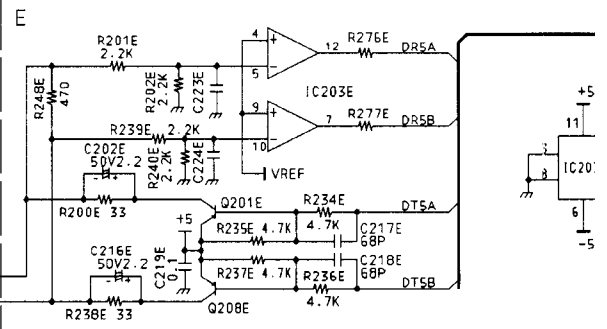 E
R201E
2.2K
4
5
12
R276E
DR5A
R248E
470
R202E
2.2K
C223E
IC203E
R239E 2.2K
9
10
7
R277E
DR5B
C202E
50V2.2
- +
R240E
2.2K
C224E
VREF
R200E 33
Q201E
R234E
4.7K
DT5A
+5
R235E 4.7K
C217E
68P
C216E
50V2.2
- +
C219E
0.1
R237E 4.7K
C218E
68P
R236E
4.7K
DT5B
R238E 33
Q208E
+5
11
8
IC20
6
-5